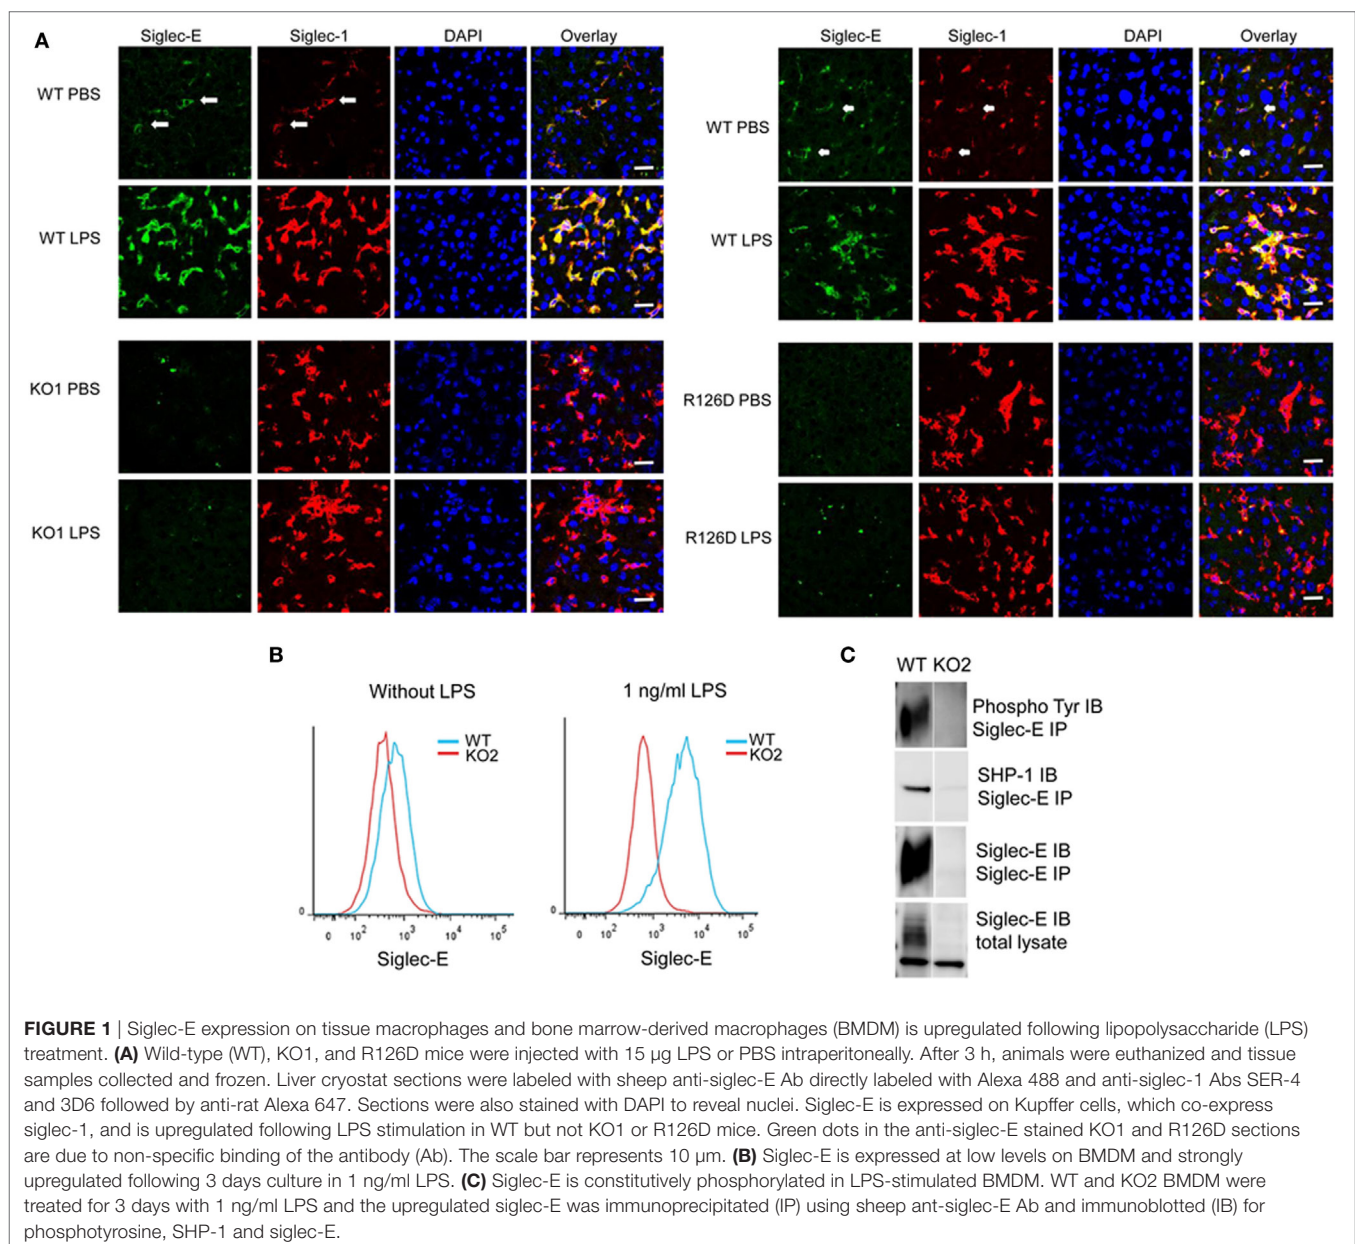 A
Siglec-E Siglec-1 DAPI Overlay
WT PBS
WT LPS
KO1 PBS
KO1 LPS
Siglec-E Siglec-1 DAPI Overlay
WT PBS
WT LPS
R126D PBS
R126D LPS
B
Without LPS
WT
KO2
0
0 10² 10³ 10⁴ 10⁵
Siglec-E
1 ng/ml LPS
WT
KO2
0
0 10² 10³ 10⁴ 10⁵
Siglec-E
C
WT KO2
Phospho Tyr IB
Siglec-E IP
SHP-1 IB
Siglec-E IP
Siglec-E IB
Siglec-E IP
Siglec-E IB
total lysate
FIGURE 1 | Siglec-E expression on tissue macrophages and bone marrow-derived macrophages (BMDM) is upregulated following lipopolysaccharide (LPS)
treatment. (A) Wild-type (WT), KO1, and R126D mice were injected with 15 µg LPS or PBS intraperitoneally. After 3 h, animals were euthanized and tissue
samples collected and frozen. Liver cryostat sections were labeled with sheep anti-siglec-E Ab directly labeled with Alexa 488 and anti-siglec-1 Abs SER-4
and 3D6 followed by anti-rat Alexa 647. Sections were also stained with DAPI to reveal nuclei. Siglec-E is expressed on Kupffer cells, which co-express
siglec-1, and is upregulated following LPS stimulation in WT but not KO1 or R126D mice. Green dots in the anti-siglec-E stained KO1 and R126D sections
are due to non-specific binding of the antibody (Ab). The scale bar represents 10 µm. (B) Siglec-E is expressed at low levels on BMDM and strongly
upregulated following 3 days culture in 1 ng/ml LPS. (C) Siglec-E is constitutively phosphorylated in LPS-stimulated BMDM. WT and KO2 BMDM were
treated for 3 days with 1 ng/ml LPS and the upregulated siglec-E was immunoprecipitated (IP) using sheep ant-siglec-E Ab and immunoblotted (IB) for
phosphotyrosine, SHP-1 and siglec-E.